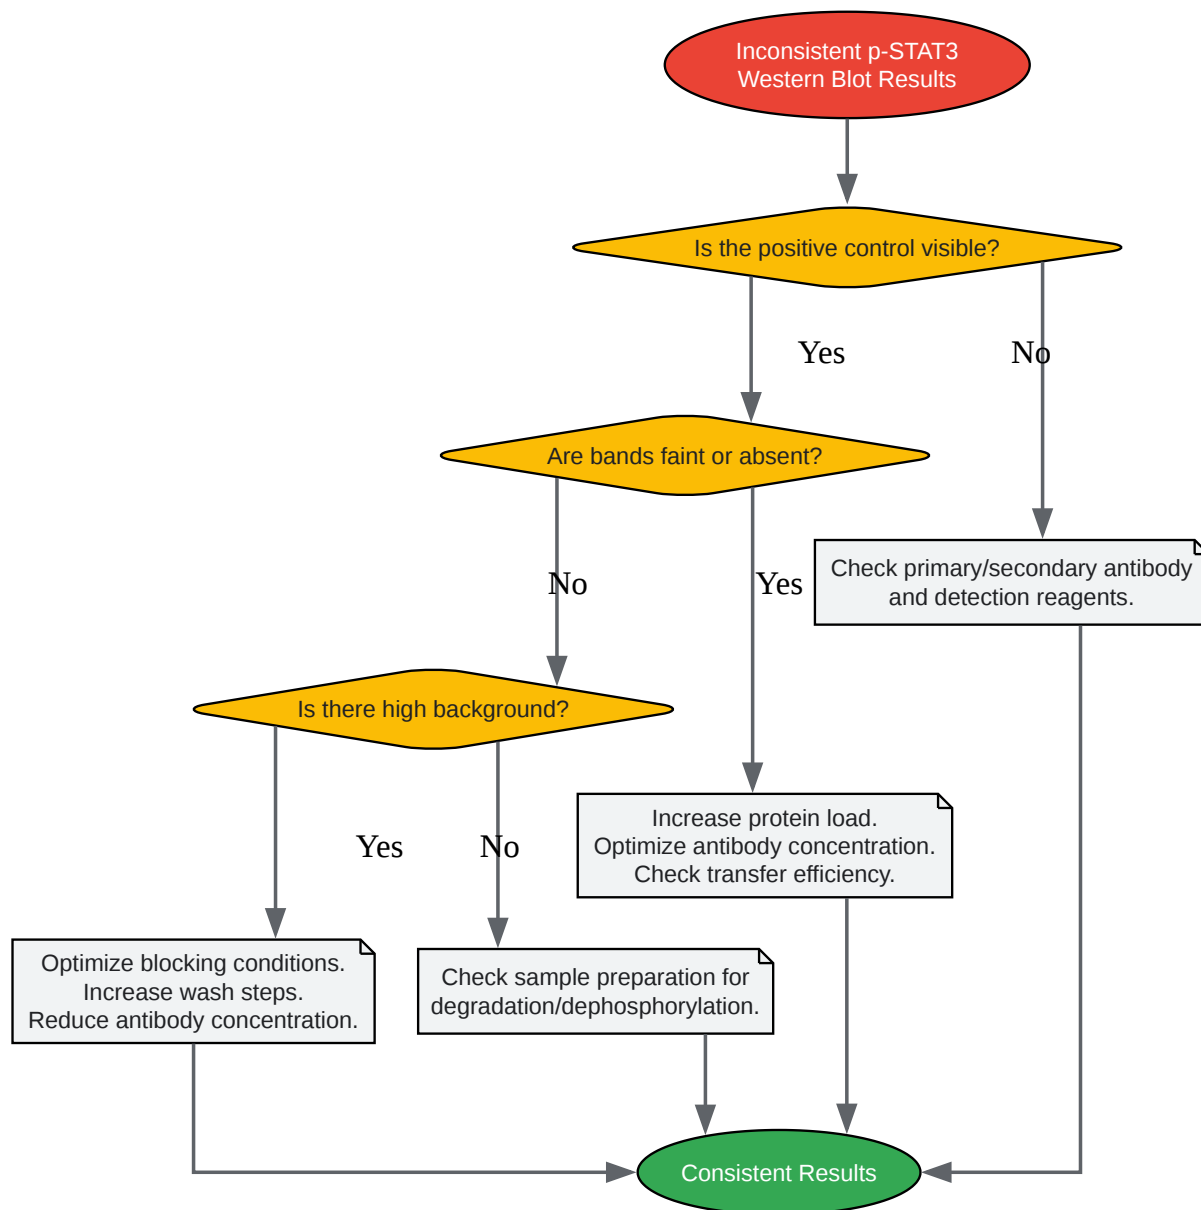 Inconsistent p-STAT3
Western Blot Results
Is the positive control visible?
Yes
No
Are bands faint or absent?
No
Yes
Check primary/secondary antibody
and detection reagents.
Is there high background?
Yes
No
Increase protein load.
Optimize antibody concentration.
Check transfer efficiency.
Optimize blocking conditions.
Increase wash steps.
Reduce antibody concentration.
Check sample preparation for
degradation/dephosphorylation.
Consistent Results